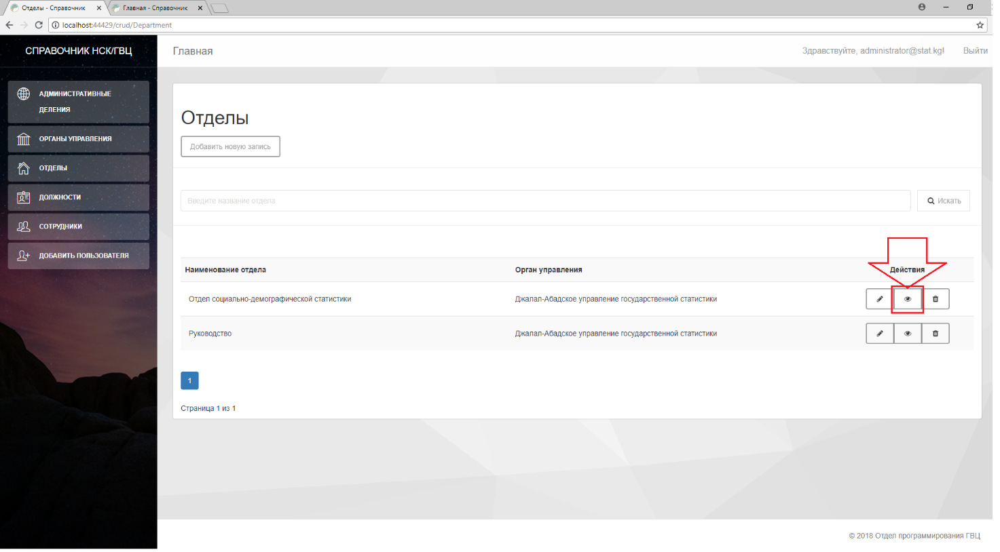 Отделы - Справочник
Главная - Справочник
localhost:44429/crud/Department
СПРАВОЧНИК НСК/ГВЦ
Главная
Здравствуйте, administrator@stat.kg!
Выйти
АДМИНИСТРАТИВНЫЕ
ДЕЛЕНИЯ
ОРГАНЫ УПРАВЛЕНИЯ
ОТДЕЛЫ
ДОЛЖНОСТИ
СОТРУДНИКИ
ДОБАВИТЬ ПОЛЬЗОВАТЕЛЯ
Отделы
Добавить новую запись
Введите название отдела
Искать
Наименование отдела Орган управления Действия
Отдел социально-демографической статистики Джалал-Абадское управление государственной статистики
Руководство Джалал-Абадское управление государственной статистики
1
Страница 1 из 1
© 2018 Отдел программирования ГВЦ